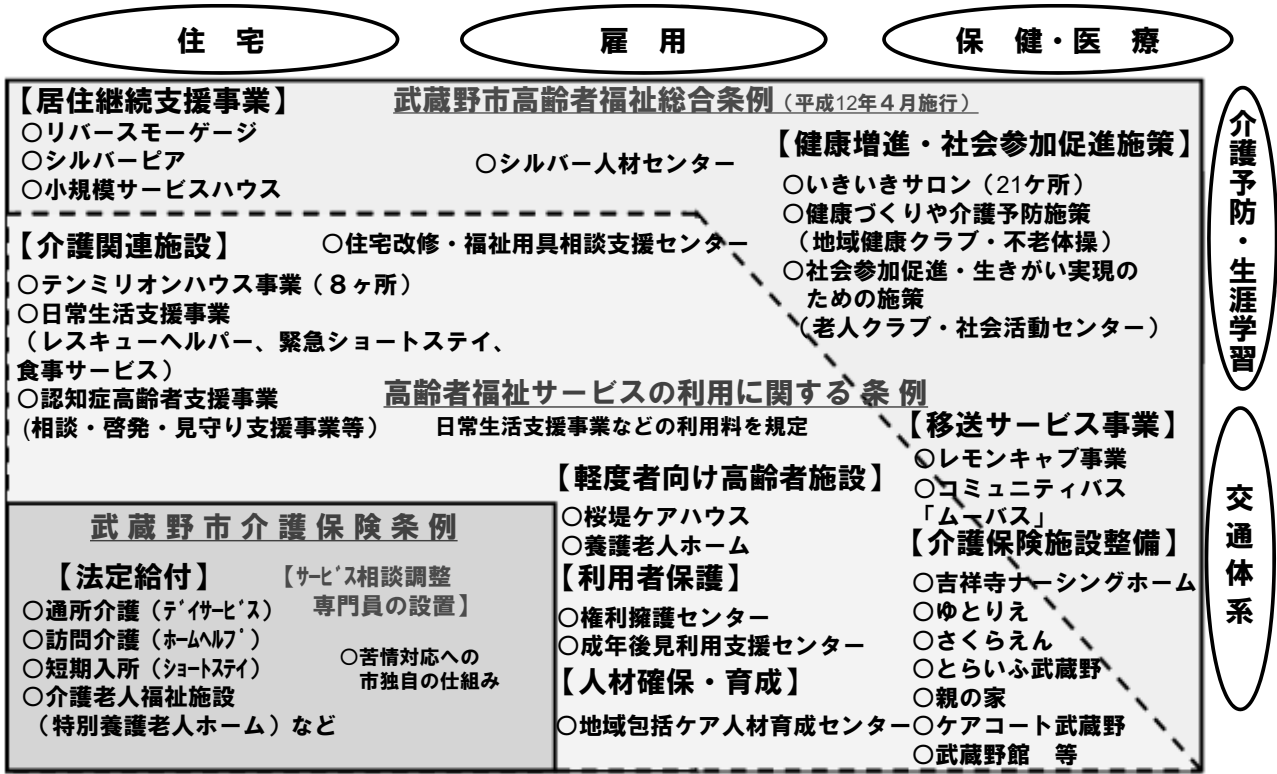 住 宅
雇 用
保 健・医 療
【居住継続支援事業】
○リバースモーゲージ
○シルバーピア
○小規模サービスハウス
武蔵野市高齢者福祉総合条例(平成12年4月施行)
○シルバー人材センター
【健康増進・社会参加促進施策】
○いきいきサロン(21ケ所)
○健康づくりや介護予防施策
(地域健康クラブ・不老体操)
○社会参加促進・生きがい実現の
ための施策
(老人クラブ・社会活動センター)
介護予防・生涯学習
【介護関連施設】
○住宅改修・福祉用具相談支援センター
○テンミリオンハウス事業(8ヶ所)
○日常生活支援事業
(レスキューヘルパー、緊急ショートステイ、
食事サービス)
○認知症高齢者支援事業
(相談・啓発・見守り支援事業等)
高齢者福祉サービスの利用に関する条例
日常生活支援事業などの利用料を規定
【移送サービス事業】
○レモンキャブ事業
○コミュニティバス
「ムーバス」
交通体系
【軽度者向け高齢者施設】
○桜堤ケアハウス
○養護老人ホーム
【利用者保護】
○権利擁護センター
○成年後見利用支援センター
【人材確保・育成】
○地域包括ケア人材育成センター
【介護保険施設整備】
○吉祥寺ナーシングホーム
○ゆとりえ
○さくらえん
○とらいふ武蔵野
○親の家
○ケアコート武蔵野
○武蔵野館 等
武蔵野市介護保険条例
【法定給付】
○通所介護(デイサービス)
○訪問介護(ホームヘルプ)
○短期入所(ショートステイ)
○介護老人福祉施設
(特別養護老人ホーム)など
【サービス相談調整
専門員の設置】
○苦情対応への
市独自の仕組み